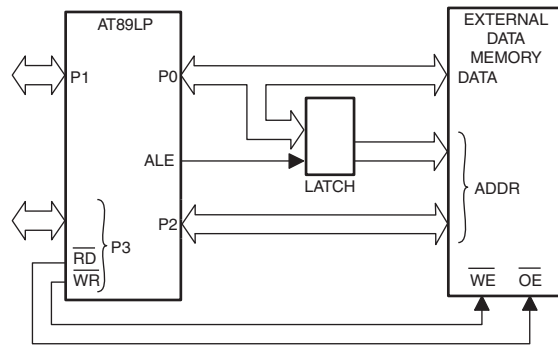 AT89LP
EXTERNAL
DATA
MEMORY
P1
P0
DATA
ALE
LATCH
ADDR
P2
P3
RD
WR
WE
OE